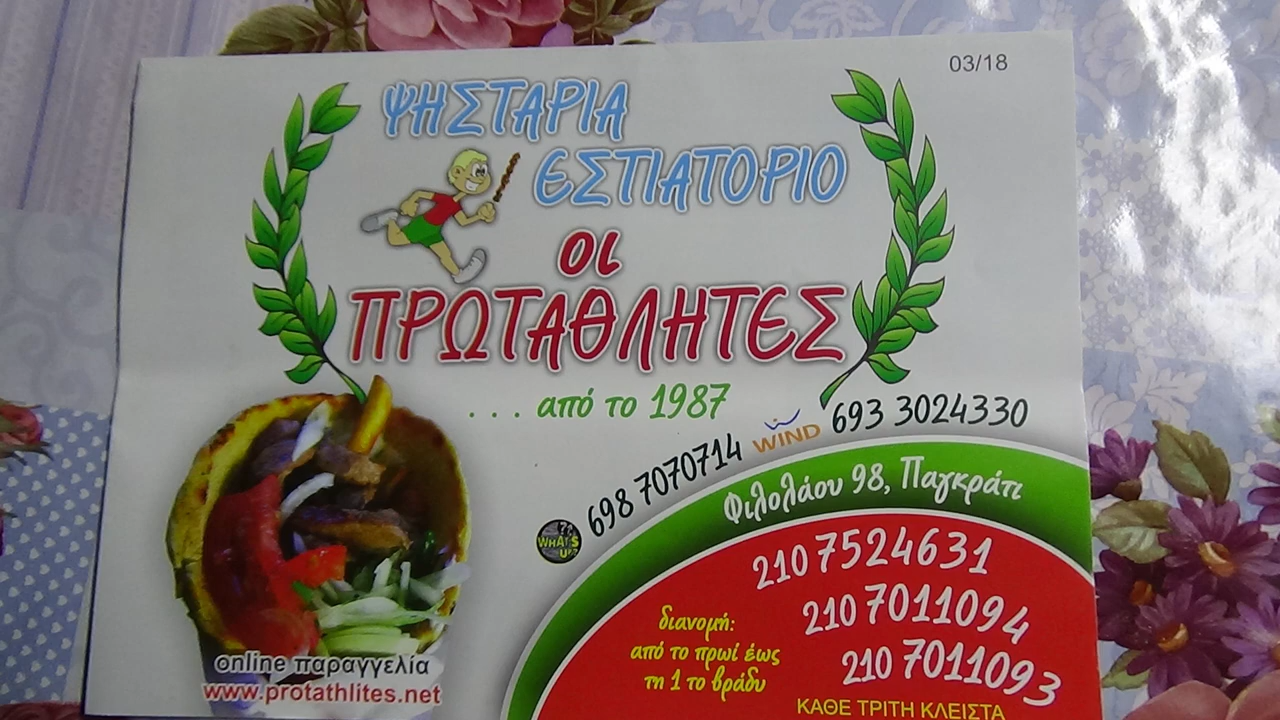 03/18
ΨΗΣΤΑΡΙΑ
ΕΣΤΙΑΤΟΡΙΟ
οι
ΠΡΩΤΑΘΛΗΤΕΣ
... από το 1987
WHAT'S UP?
698 7070714
WIND
693 3024330
Φιλολάου 98, Παγκράτι
210 7524631
210 7011094
210 7011093
διανομή:
από το πρωί έως
τη 1 το βράδυ
ΚΑΘΕ ΤΡΙΤΗ ΚΛΕΙΣΤΑ
online παραγγελία
www.protathlites.net